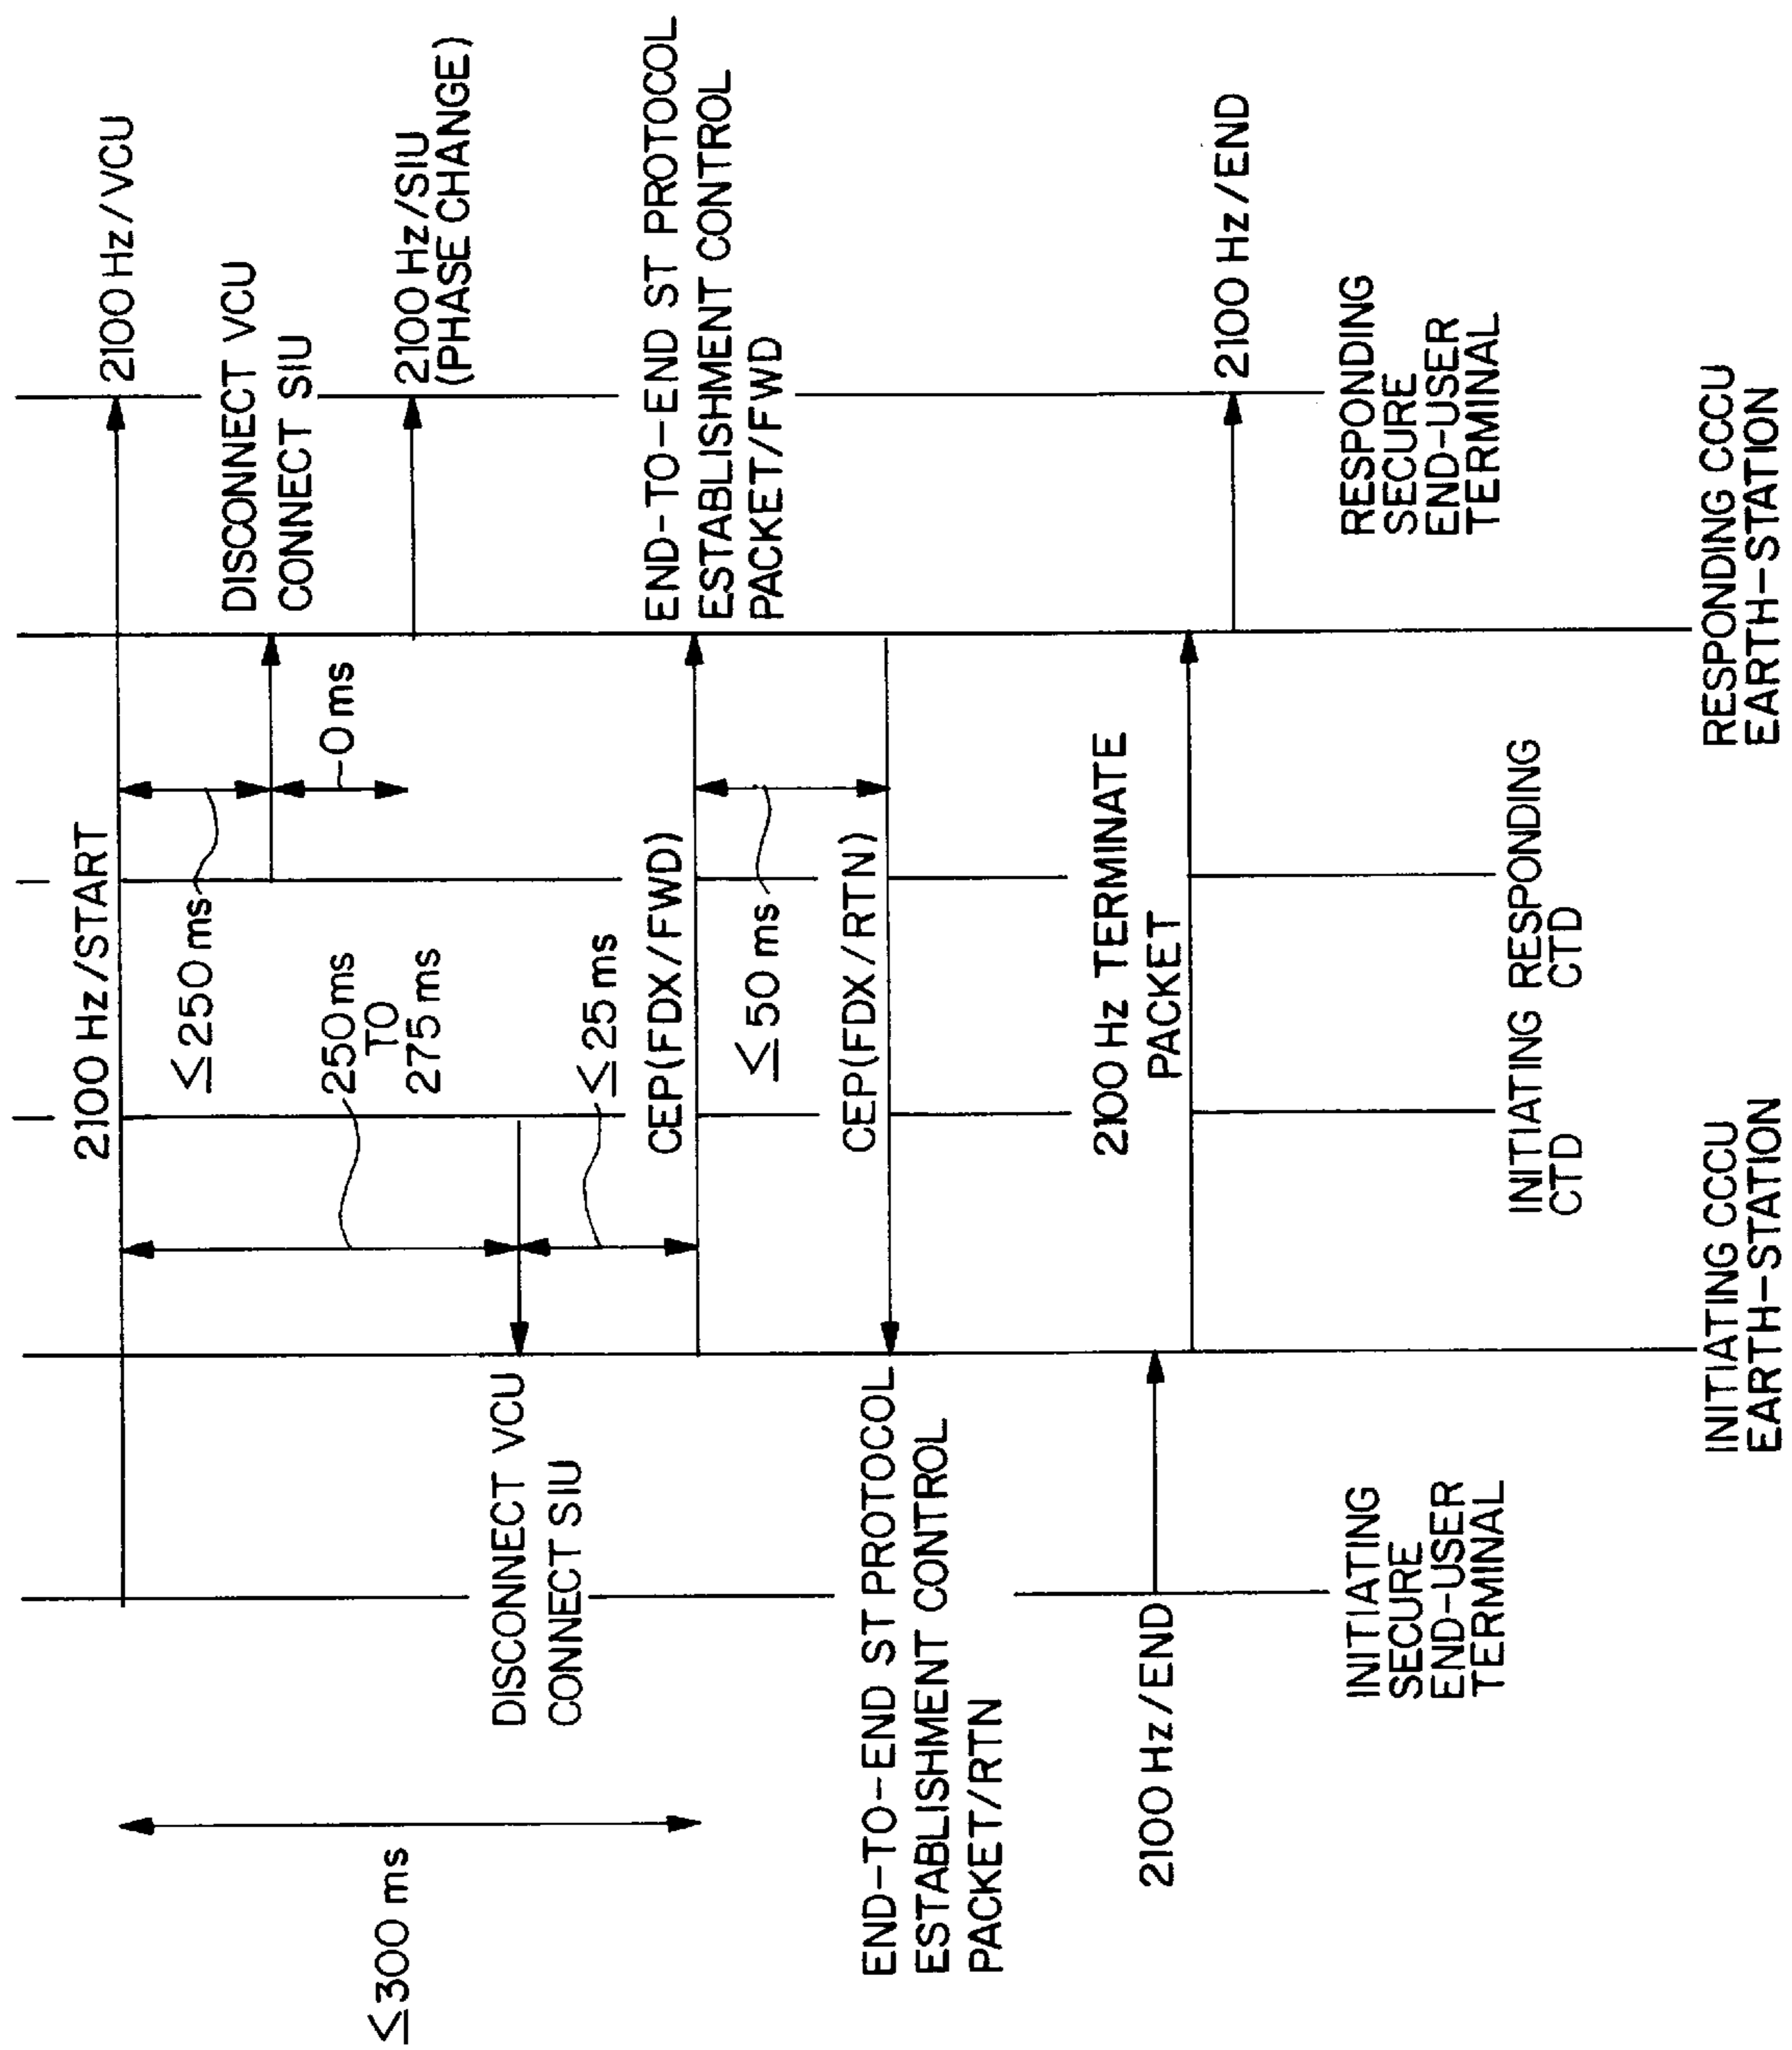 ≤300 ms
2100 Hz/START
2100 Hz/VCU
≤250 ms
DISCONNECT VCU
CONNECT SIU
250 ms
TO
275 ms
~0 ms
2100 Hz/SIU
(PHASE CHANGE)
DISCONNECT VCU
CONNECT SIU
≤25 ms
CEP(FDX/FWD)
END-TO-END ST PROTOCOL
ESTABLISHMENT CONTROL
PACKET/FWD
≤50 ms
CEP(FDX/RTN)
END-TO-END ST PROTOCOL
ESTABLISHMENT CONTROL
PACKET/RTN
2100 Hz TERMINATE
PACKET
2100 Hz/END
2100 Hz/END
INITIATING
SECURE
END-USER
TERMINAL
RESPONDING
SECURE
END-USER
TERMINAL
INITIATING
CTD
RESPONDING
CTD
INITIATING CCCU
EARTH-STATION
RESPONDING CCCU
EARTH-STATION